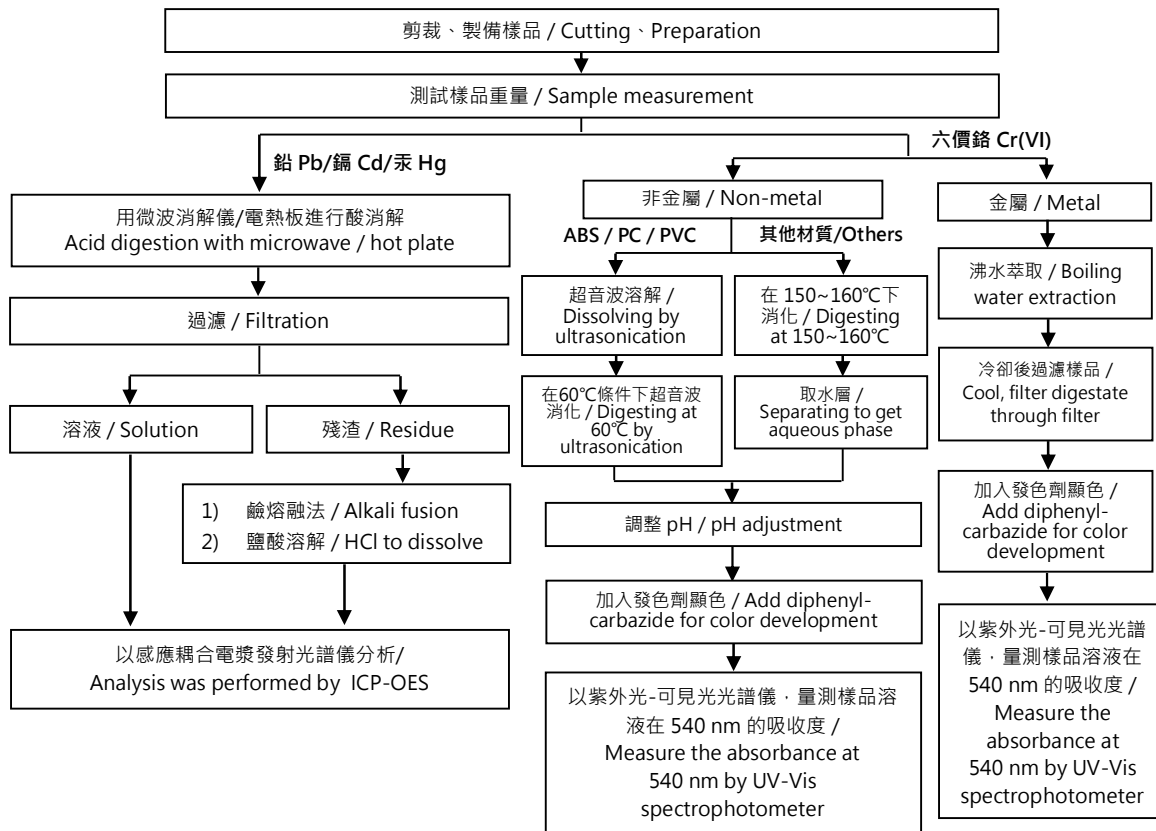 剪裁、製備樣品 / Cutting、Preparation
測試樣品重量 / Sample measurement
鉛 Pb/鎘 Cd/汞 Hg
六價鉻 Cr(VI)
用微波消解儀/電熱板進行酸消解
Acid digestion with microwave / hot plate
過濾 / Filtration
溶液 / Solution
殘渣 / Residue
1) 鹼熔融法 / Alkali fusion
2) 鹽酸溶解 / HCl to dissolve
以感應耦合電漿發射光譜儀分析/
Analysis was performed by ICP-OES
非金屬 / Non-metal
ABS / PC / PVC
其他材質/Others
超音波溶解 /
Dissolving by
ultrasonication
在60℃條件下超音波
消化 / Digesting at
60℃ by
ultrasonication
在 150~160℃下
消化 / Digesting
at 150~160℃
取水層 /
Separating to get
aqueous phase
調整 pH / pH adjustment
加入發色劑顯色 / Add diphenyl-
carbazide for color development
以紫外光-可見光光譜儀，量測樣品溶
液在 540 nm 的吸收度 /
Measure the absorbance at
540 nm by UV-Vis
spectrophotometer
金屬 / Metal
沸水萃取 / Boiling
water extraction
冷卻後過濾樣品 /
Cool, filter digestate
through filter
加入發色劑顯色 /
Add diphenyl-
carbazide for color
development
以紫外光-可見光光譜
儀，量測樣品溶液在
540 nm 的吸收度 /
Measure the
absorbance at
540 nm by UV-Vis
spectrophotometer